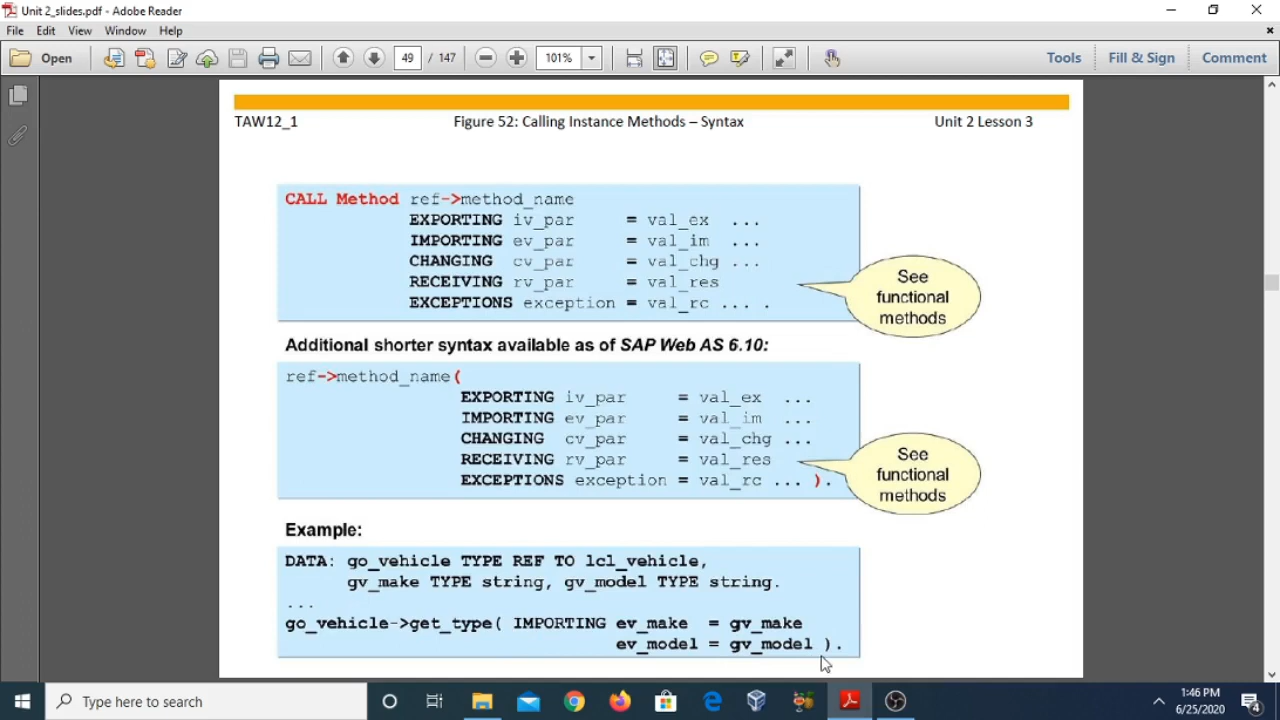 Unit 2_slides.pdf - Adobe Reader
File Edit View Window Help
Open 49 / 147 101% Tools Fill & Sign Comment
TAW12_1 Figure 52: Calling Instance Methods – Syntax Unit 2 Lesson 3
CALL Method ref->method_name
EXPORTING iv_par = val_ex ...
IMPORTING ev_par = val_im ...
CHANGING cv_par = val_chg ...
RECEIVING rv_par = val_res
EXCEPTIONS exception = val_rc ... .
See
functional
methods
Additional shorter syntax available as of SAP Web AS 6.10:
ref->method_name(
EXPORTING iv_par = val_ex ...
IMPORTING ev_par = val_im ...
CHANGING cv_par = val_chg ...
RECEIVING rv_par = val_res
EXCEPTIONS exception = val_rc ... ).
See
functional
methods
Example:
DATA: go_vehicle TYPE REF TO lcl_vehicle,
gv_make TYPE string, gv_model TYPE string.
...
go_vehicle->get_type( IMPORTING ev_make = gv_make
ev_model = gv_model ).
Type here to search
1:46 PM
6/25/2020
4